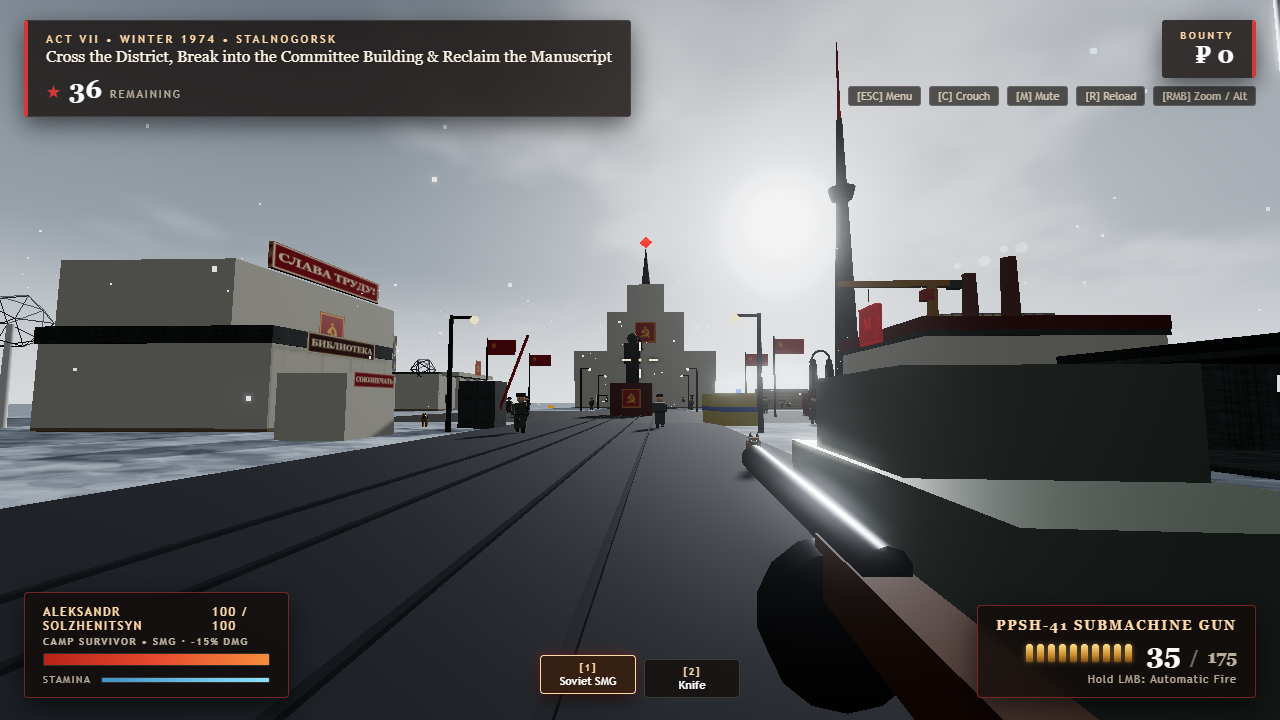 ACT VII • WINTER 1974 • STALNOGORSK
Cross the District, Break into the Committee Building & Reclaim the Manuscript
★ 36 REMAINING
BOUNTY
₽ 0
[ESC] Menu
[C] Crouch
[M] Mute
[R] Reload
[RMB] Zoom / Alt
СЛАВА ТРУДУ!
БИБЛИОТЕКА
СОЮЗПЕЧАТЬ
М
ALEKSANDR SOLZHENITSYN
100 / 100
CAMP SURVIVOR • SMG · -15% DMG
STAMINA
[1]
Soviet SMG
[2]
Knife
PPSH-41 SUBMACHINE GUN
35 / 175
Hold LMB: Automatic Fire